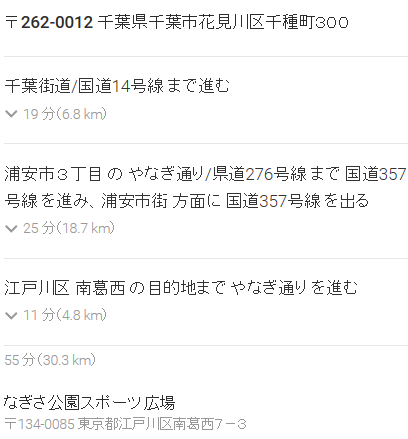 〒262-0012 千葉県千葉市花見川区千種町３００
千葉街道/国道14号線 まで進む
19 分(6.8 km)
浦安市３丁目 の やなぎ通り/県道276号線 まで 国道357
号線 を進み、浦安市街 方面に 国道357号線 を出る
25 分(18.7 km)
江戸川区 南葛西 の目的地まで やなぎ通り を進む
11 分(4.8 km)
55 分(30.3 km)
なぎさ公園スポーツ広場
〒134-0085 東京都江戸川区南葛西７－３